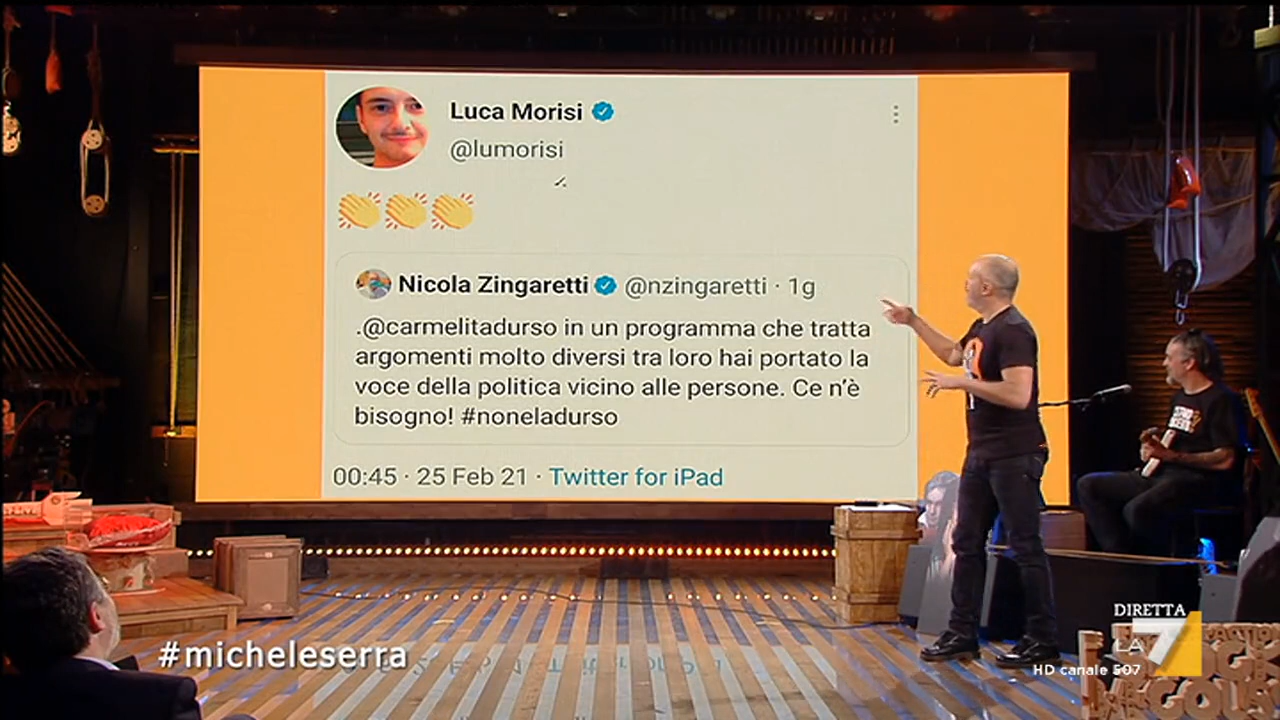 Luca Morisi
@lumorisi
👏👏👏
Nicola Zingaretti @nzingaretti · 1g
.@carmelitadurso in un programma che tratta
argomenti molto diversi tra loro hai portato la
voce della politica vicino alle persone. Ce n'è
bisogno! #noneladurso
00:45 · 25 Feb 21 · Twitter for iPad
#micheleserra
DIRETTA
LA7
HD canale 507